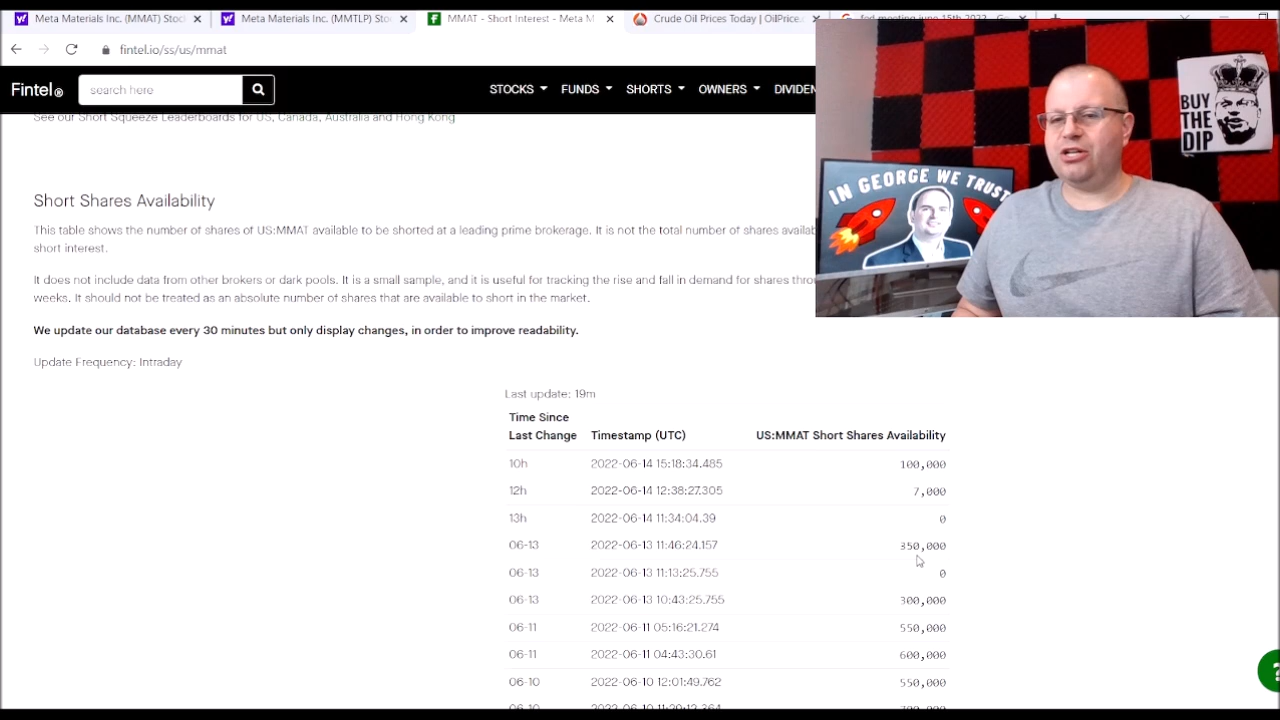 Meta Materials Inc. (MMAT) Stoc
Meta Materials Inc. (MMTLP) Sto
MMAT - Short Interest - Meta M
Crude Oil Prices Today | OilPrice.c
fed meeting june 15th 2022
fintel.io/ss/us/mmat
Fintel
search here
STOCKS
FUNDS
SHORTS
OWNERS
DIVIDEN
See our Short Squeeze Leaderboards for US, Canada, Australia and Hong Kong
BUY
THE
DIP
IN GEORGE WE TRUST
Short Shares Availability
This table shows the number of shares of US:MMAT available to be shorted at a leading prime brokerage. It is not the total number of shares availab
short interest.
It does not include data from other brokers or dark pools. It is a small sample, and it is useful for tracking the rise and fall in demand for shares thro
weeks. It should not be treated as an absolute number of shares that are available to short in the market.
We update our database every 30 minutes but only display changes, in order to improve readability.
Update Frequency: Intraday
Last update: 19m
Time Since
Last Change Timestamp (UTC) US:MMAT Short Shares Availability
10h 2022-06-14 15:18:34.485 100,000
12h 2022-06-14 12:38:27.305 7,000
13h 2022-06-14 11:34:04.39 0
06-13 2022-06-13 11:46:24.157 350,000
06-13 2022-06-13 11:13:25.755 0
06-13 2022-06-13 10:43:25.755 300,000
06-11 2022-06-11 05:16:21.274 550,000
06-11 2022-06-11 04:43:30.61 600,000
06-10 2022-06-10 12:01:49.762 550,000